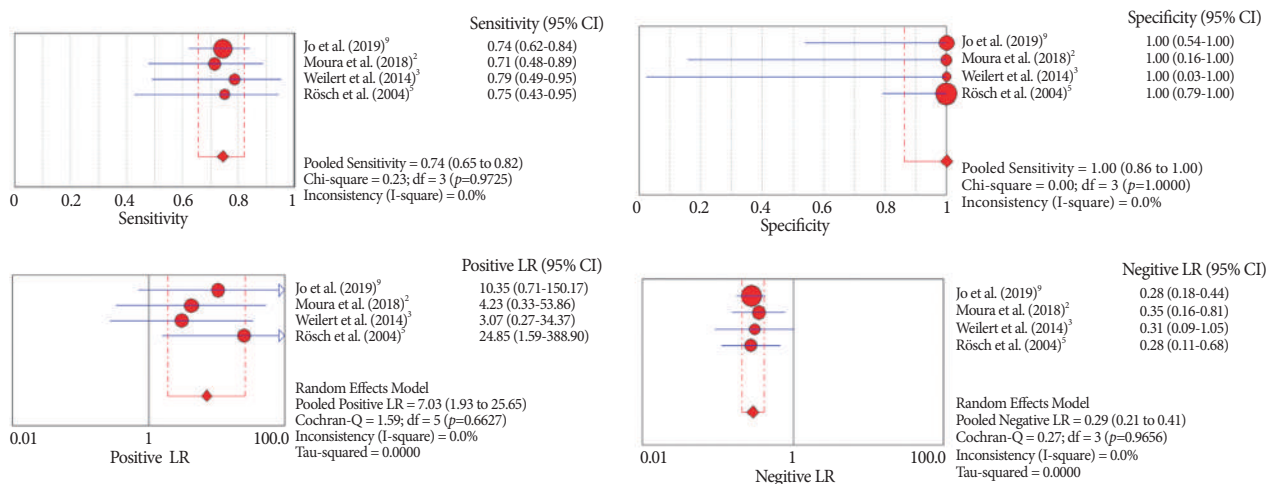 Sensitivity (95% CI)
Jo et al. (2019)9 0.74 (0.62-0.84)
Moura et al. (2018)2 0.71 (0.48-0.89)
Weilert et al. (2014)3 0.79 (0.49-0.95)
Rösch et al. (2004)5 0.75 (0.43-0.95)
Pooled Sensitivity = 0.74 (0.65 to 0.82)
Chi-square = 0.23; df = 3 (p=0.9725)
Inconsistency (I-square) = 0.0%
0 0.2 0.4 0.6 0.8 1
Sensitivity
Specificity (95% CI)
Jo et al. (2019)9 1.00 (0.54-1.00)
Moura et al. (2018)2 1.00 (0.16-1.00)
Weilert et al. (2014)3 1.00 (0.03-1.00)
Rösch et al. (2004)5 1.00 (0.79-1.00)
Pooled Sensitivity = 1.00 (0.86 to 1.00)
Chi-square = 0.00; df = 3 (p=1.0000)
Inconsistency (I-square) = 0.0%
0 0.2 0.4 0.6 0.8 1
Specificity
Positive LR (95% CI)
Jo et al. (2019)9 10.35 (0.71-150.17)
Moura et al. (2018)2 4.23 (0.33-53.86)
Weilert et al. (2014)3 3.07 (0.27-34.37)
Rösch et al. (2004)5 24.85 (1.59-388.90)
Random Effects Model
Pooled Positive LR = 7.03 (1.93 to 25.65)
Cochran-Q = 1.59; df = 5 (p=0.6627)
Inconsistency (I-square) = 0.0%
Tau-squared = 0.0000
0.01 1 100.0
Positive LR
Negitive LR (95% CI)
Jo et al. (2019)9 0.28 (0.18-0.44)
Moura et al. (2018)2 0.35 (0.16-0.81)
Weilert et al. (2014)3 0.31 (0.09-1.05)
Rösch et al. (2004)5 0.28 (0.11-0.68)
Random Effects Model
Pooled Negative LR = 0.29 (0.21 to 0.41)
Cochran-Q = 0.27; df = 3 (p=0.9656)
Inconsistency (I-square) = 0.0%
Tau-squared = 0.0000
0.01 1 100.0
Negative LR